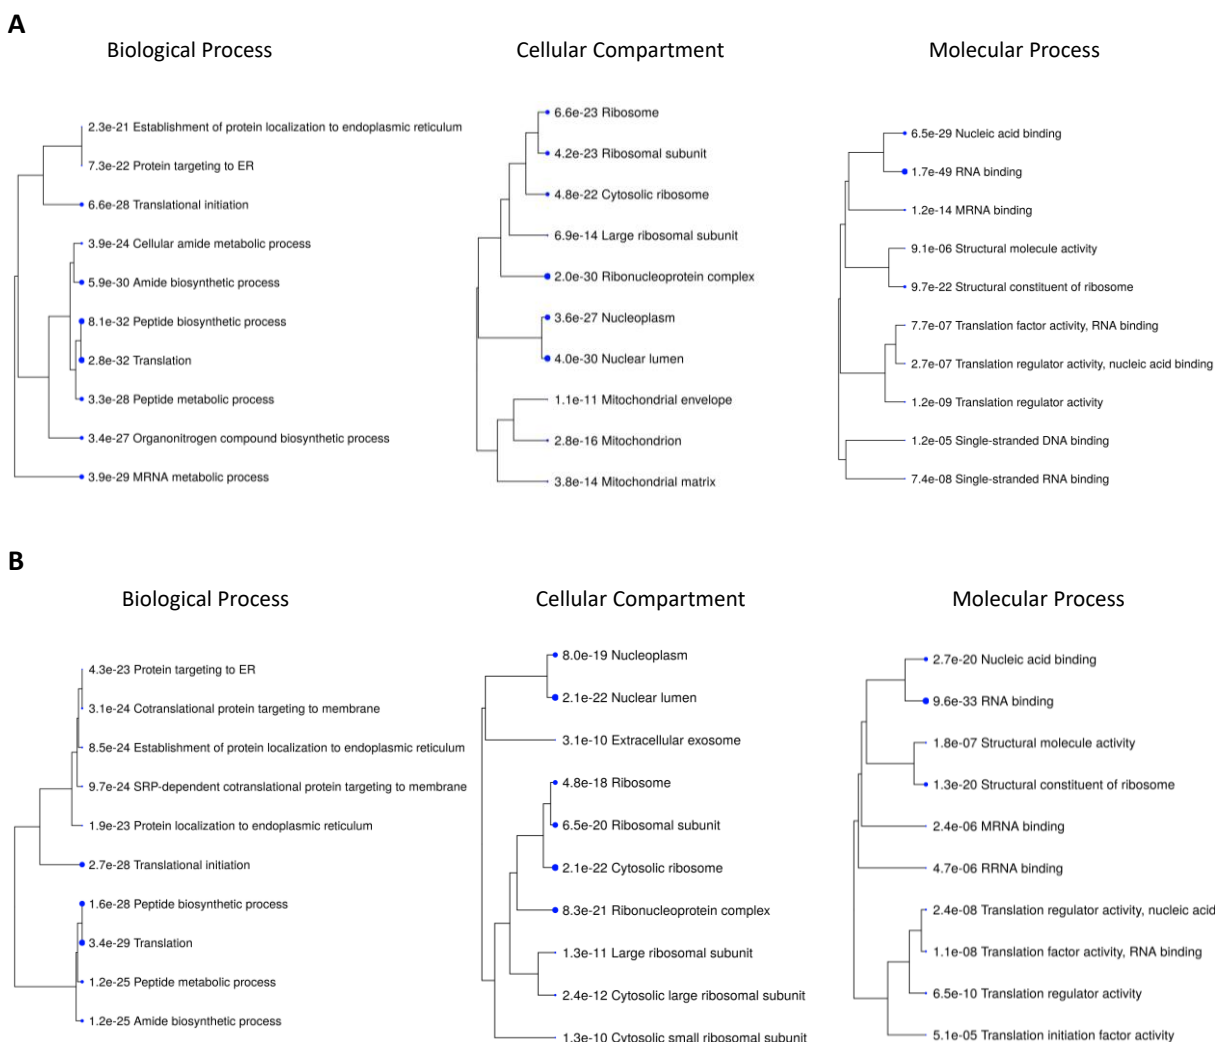 A
Biological Process
Cellular Compartment
Molecular Process
2.3e-21 Establishment of protein localization to endoplasmic reticulum
7.3e-22 Protein targeting to ER
6.6e-28 Translational initiation
3.9e-24 Cellular amide metabolic process
5.9e-30 Amide biosynthetic process
8.1e-32 Peptide biosynthetic process
2.8e-32 Translation
3.3e-28 Peptide metabolic process
3.4e-27 Organonitrogen compound biosynthetic process
3.9e-29 MRNA metabolic process
6.6e-23 Ribosome
4.2e-23 Ribosomal subunit
4.8e-22 Cytosolic ribosome
6.9e-14 Large ribosomal subunit
2.0e-30 Ribonucleoprotein complex
3.6e-27 Nucleoplasm
4.0e-30 Nuclear lumen
1.1e-11 Mitochondrial envelope
2.8e-16 Mitochondrion
3.8e-14 Mitochondrial matrix
6.5e-29 Nucleic acid binding
1.7e-49 RNA binding
1.2e-14 MRNA binding
9.1e-06 Structural molecule activity
9.7e-22 Structural constituent of ribosome
7.7e-07 Translation factor activity, RNA binding
2.7e-07 Translation regulator activity, nucleic acid binding
1.2e-09 Translation regulator activity
1.2e-05 Single-stranded DNA binding
7.4e-08 Single-stranded RNA binding
B
Biological Process
Cellular Compartment
Molecular Process
4.3e-23 Protein targeting to ER
3.1e-24 Cotranslational protein targeting to membrane
8.5e-24 Establishment of protein localization to endoplasmic reticulum
9.7e-24 SRP-dependent cotranslational protein targeting to membrane
1.9e-23 Protein localization to endoplasmic reticulum
2.7e-28 Translational initiation
1.6e-28 Peptide biosynthetic process
3.4e-29 Translation
1.2e-25 Peptide metabolic process
1.2e-25 Amide biosynthetic process
8.0e-19 Nucleoplasm
2.1e-22 Nuclear lumen
3.1e-10 Extracellular exosome
4.8e-18 Ribosome
6.5e-20 Ribosomal subunit
2.1e-22 Cytosolic ribosome
8.3e-21 Ribonucleoprotein complex
1.3e-11 Large ribosomal subunit
2.4e-12 Cytosolic large ribosomal subunit
1.3e-10 Cytosolic small ribosomal subunit
2.7e-20 Nucleic acid binding
9.6e-33 RNA binding
1.8e-07 Structural molecule activity
1.3e-20 Structural constituent of ribosome
2.4e-06 MRNA binding
4.7e-06 RRNA binding
2.4e-08 Translation regulator activity, nucleic acid
1.1e-08 Translation factor activity, RNA binding
6.5e-10 Translation regulator activity
5.1e-05 Translation initiation factor activity